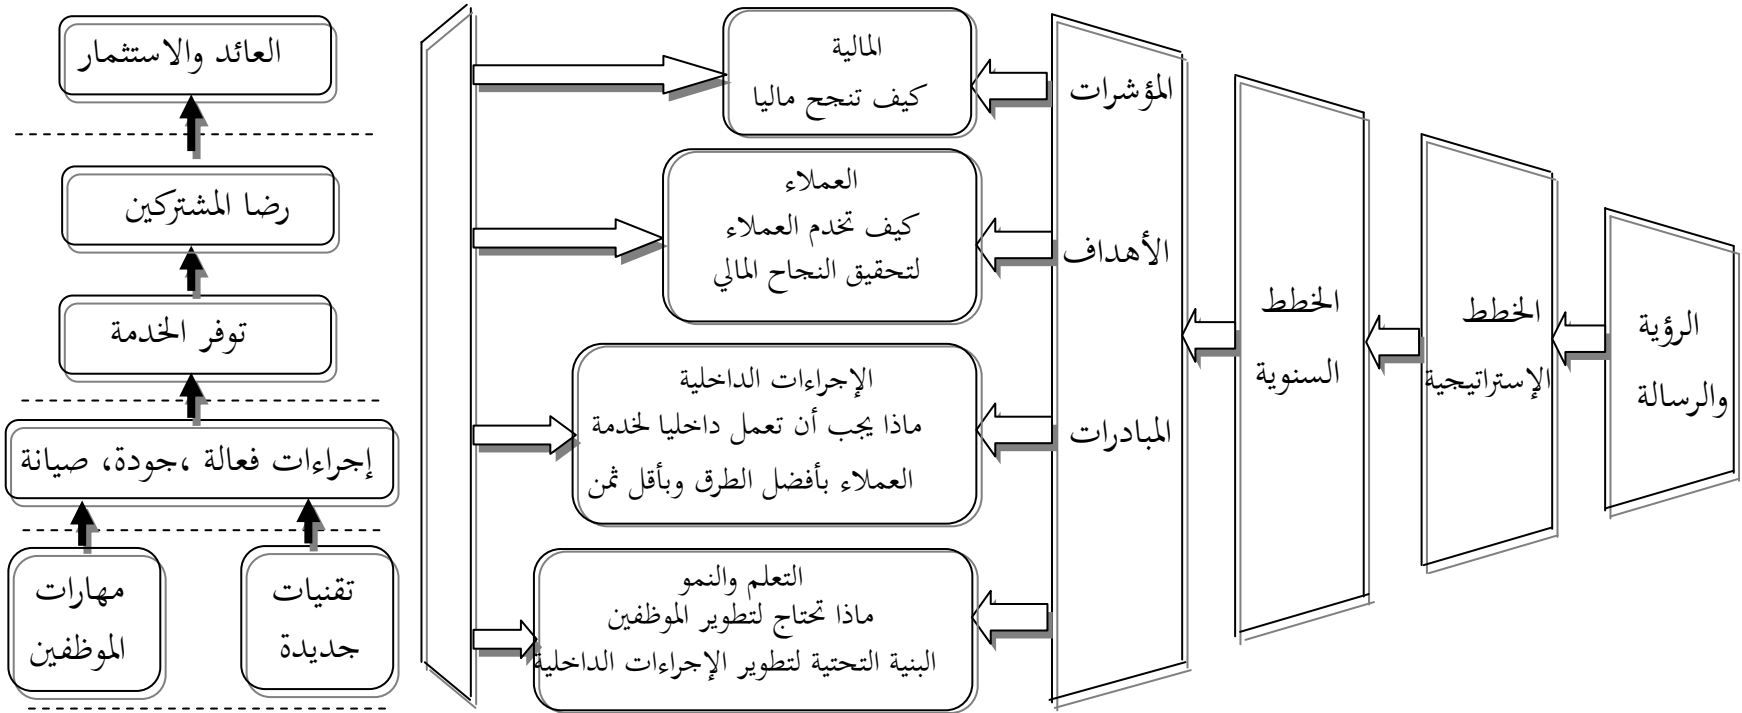 الرؤية
والرسالة
الخطط
الإستراتيجية
الخطط
السنوية
المؤشرات
الأهداف
المبادرات
المالية
كيف تنجح ماليا
العملاء
كيف تخدم العملاء
لتحقيق النجاح المالي
الإجراءات الداخلية
ماذا يجب أن تعمل داخليا لخدمة
العملاء بأفضل الطرق وبأقل ثمن
التعلم والنمو
ماذا تحتاج لتطوير الموظفين
البنية التحتية لتطوير الإجراءات الداخلية
العائد والاستثمار
رضا المشتركين
توفر الخدمة
إجراءات فعالة ،جودة، صيانة
تقنيات
جديدة
مهارات
الموظفين